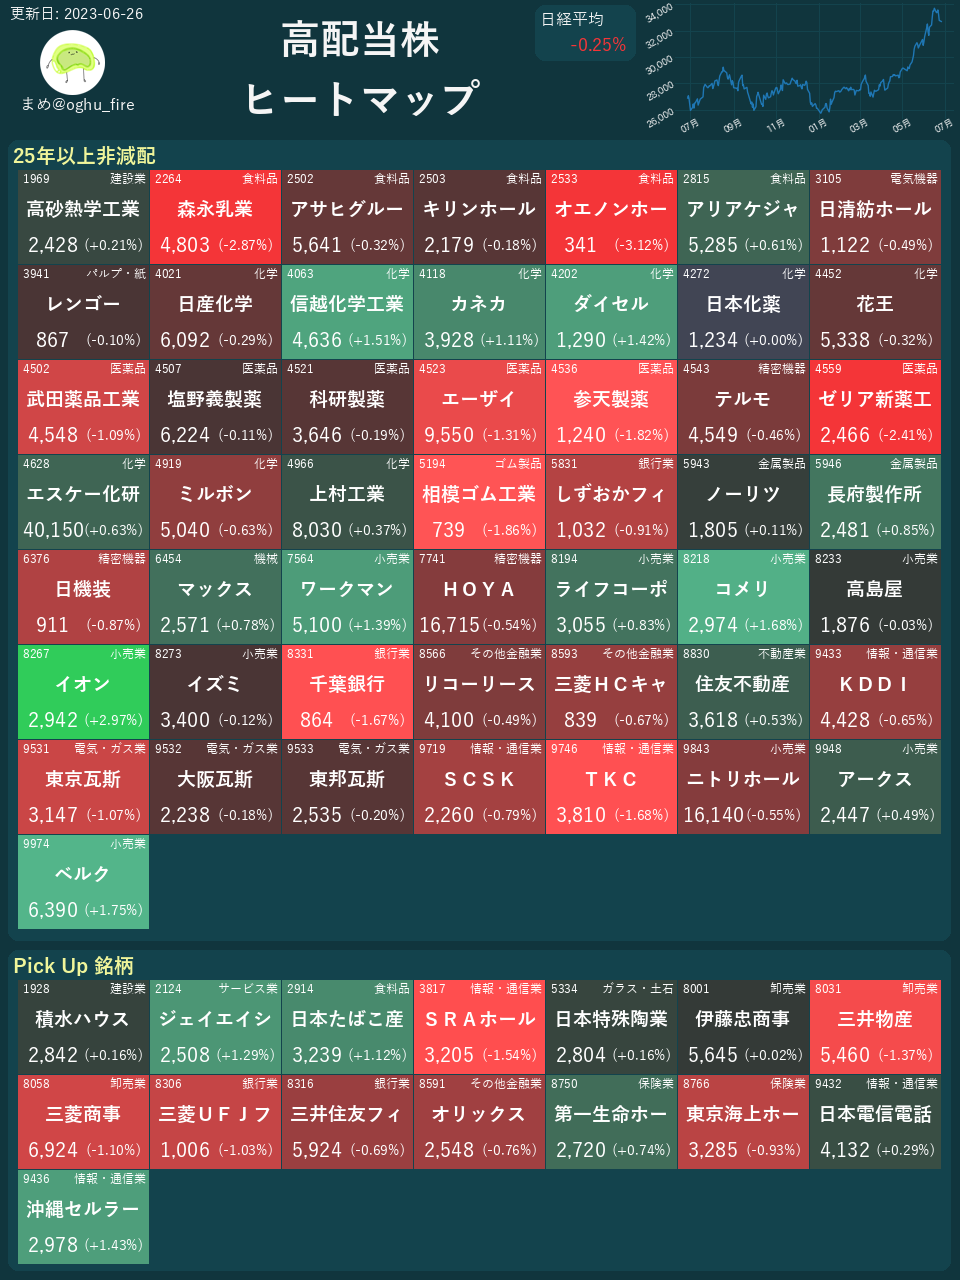 更新日: 2023-06-26
まめ@oghu_fire
高配当株
ヒートマップ
日経平均
-0.25%
34,000
32,000
30,000
28,000
26,000
07月 09月 11月 01月 03月 05月 07月
25年以上非減配
1969 建設業 2264 食料品 2502 食料品 2503 食料品 2533 食料品 2815 食料品 3105 電気機器
高砂熱学工業 森永乳業 アサヒグルー キリンホール オエノンホー アリアケジャ 日清紡ホール
2,428 (+0.21%) 4,803 (-2.87%) 5,641 (-0.32%) 2,179 (-0.18%) 341 (-3.12%) 5,285 (+0.61%) 1,122 (-0.49%)
3941 パルプ・紙 4021 化学 4063 化学 4118 化学 4202 化学 4272 化学 4452 化学
レンゴー 日産化学 信越化学工業 カネカ ダイセル 日本化薬 花王
867 (-0.10%) 6,092 (-0.29%) 4,636 (+1.51%) 3,928 (+1.11%) 1,290 (+1.42%) 1,234 (+0.00%) 5,338 (-0.32%)
4502 医薬品 4507 医薬品 4521 医薬品 4523 医薬品 4536 医薬品 4543 精密機器 4559 医薬品
武田薬品工業 塩野義製薬 科研製薬 エーザイ 参天製薬 テルモ ゼリア新薬工
4,548 (-1.09%) 6,224 (-0.11%) 3,646 (-0.19%) 9,550 (-1.31%) 1,240 (-1.82%) 4,549 (-0.46%) 2,466 (-2.41%)
4628 化学 4919 化学 4966 化学 5194 ゴム製品 5831 銀行業 5943 金属製品 5946 金属製品
エスケー化研 ミルボン 上村工業 相模ゴム工業 しずおかフィ ノーリツ 長府製作所
40,150 (+0.63%) 5,040 (-0.63%) 8,030 (+0.37%) 739 (-1.86%) 1,032 (-0.91%) 1,805 (+0.11%) 2,481 (+0.85%)
6376 精密機器 6454 機械 7564 小売業 7741 精密機器 8194 小売業 8218 小売業 8233 小売業
日機装 マックス ワークマン ＨＯＹＡ ライフコーポ コメリ 高島屋
911 (-0.87%) 2,571 (+0.78%) 5,100 (+1.39%) 16,715 (-0.54%) 3,055 (+0.83%) 2,974 (+1.68%) 1,876 (-0.03%)
8267 小売業 8273 小売業 8331 銀行業 8566 その他金融業 8593 その他金融業 8830 不動産業 9433 情報・通信業
イオン イズミ 千葉銀行 リコーリース 三菱ＨＣキャ 住友不動産 ＫＤＤＩ
2,942 (+2.97%) 3,400 (-0.12%) 864 (-1.67%) 4,100 (-0.49%) 839 (-0.67%) 3,618 (+0.53%) 4,428 (-0.65%)
9531 電気・ガス業 9532 電気・ガス業 9533 電気・ガス業 9719 情報・通信業 9746 情報・通信業 9843 小売業 9948 小売業
東京瓦斯 大阪瓦斯 東邦瓦斯 ＳＣＳＫ ＴＫＣ ニトリホール アークス
3,147 (-1.07%) 2,238 (-0.18%) 2,535 (-0.20%) 2,260 (-0.79%) 3,810 (-1.68%) 16,140 (-0.55%) 2,447 (+0.49%)
9974 小売業
ベルク
6,390 (+1.75%)
Pick Up 銘柄
1928 建設業 2124 サービス業 2914 食料品 3817 情報・通信業 5334 ガラス・土石 8001 卸売業 8031 卸売業
積水ハウス ジェイエイシ 日本たばこ産 ＳＲＡホール 日本特殊陶業 伊藤忠商事 三井物産
2,842 (+0.16%) 2,508 (+1.29%) 3,239 (+1.12%) 3,205 (-1.54%) 2,804 (+0.16%) 5,645 (+0.02%) 5,460 (-1.37%)
8058 卸売業 8306 銀行業 8316 銀行業 8591 その他金融業 8750 保険業 8766 保険業 9432 情報・通信業
三菱商事 三菱ＵＦＪフ 三井住友フィ オリックス 第一生命ホー 東京海上ホー 日本電信電話
6,924 (-1.10%) 1,006 (-1.03%) 5,924 (-0.69%) 2,548 (-0.76%) 2,720 (+0.74%) 3,285 (-0.93%) 4,132 (+0.29%)
9436 情報・通信業
沖縄セルラー
2,978 (+1.43%)